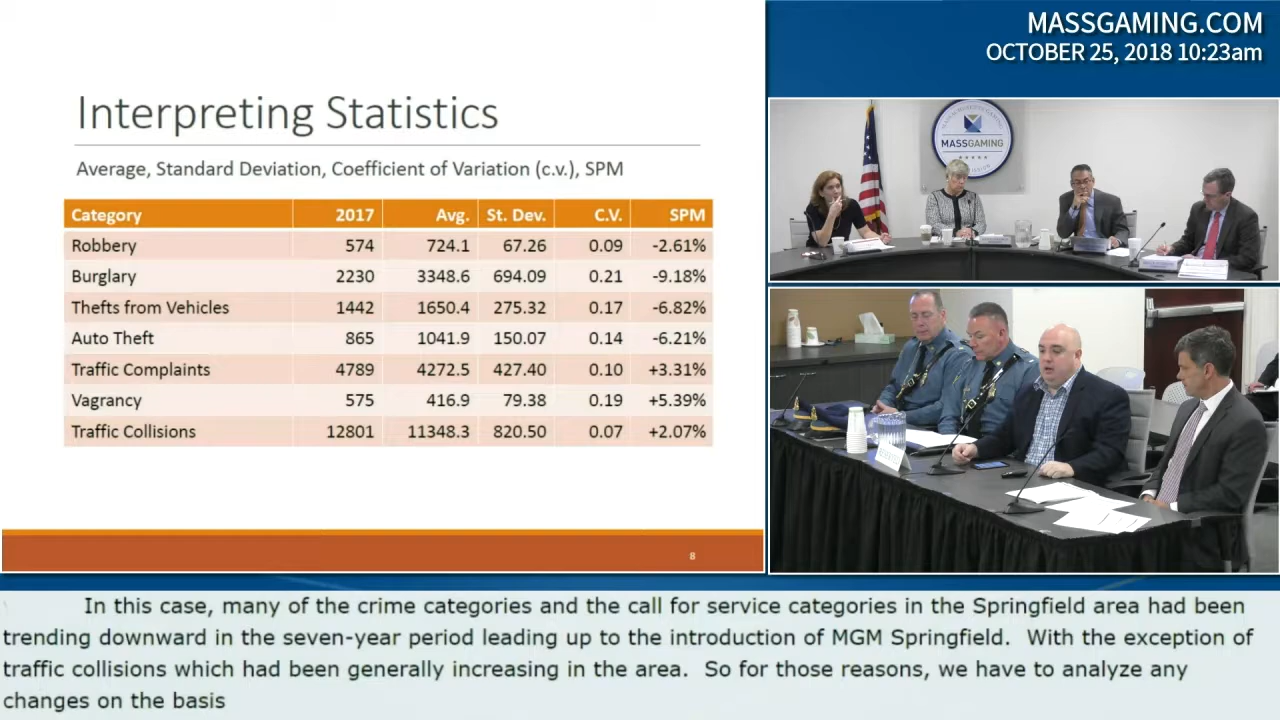 MASSGAMING.COM
OCTOBER 25, 2018 10:23am
Interpreting Statistics
Average, Standard Deviation, Coefficient of Variation (c.v.), SPM
Category 2017 Avg. St. Dev. C.V. SPM
Robbery 574 724.1 67.26 0.09 -2.61%
Burglary 2230 3348.6 694.09 0.21 -9.18%
Thefts from Vehicles 1442 1650.4 275.32 0.17 -6.82%
Auto Theft 865 1041.9 150.07 0.14 -6.21%
Traffic Complaints 4789 4272.5 427.40 0.10 +3.31%
Vagrancy 575 416.9 79.38 0.19 +5.39%
Traffic Collisions 12801 11348.3 820.50 0.07 +2.07%
8
MASSGAMING
In this case, many of the crime categories and the call for service categories in the Springfield area had been
trending downward in the seven-year period leading up to the introduction of MGM Springfield.  With the exception of
traffic collisions which had been generally increasing in the area.  So for those reasons, we have to analyze any
changes on the basis